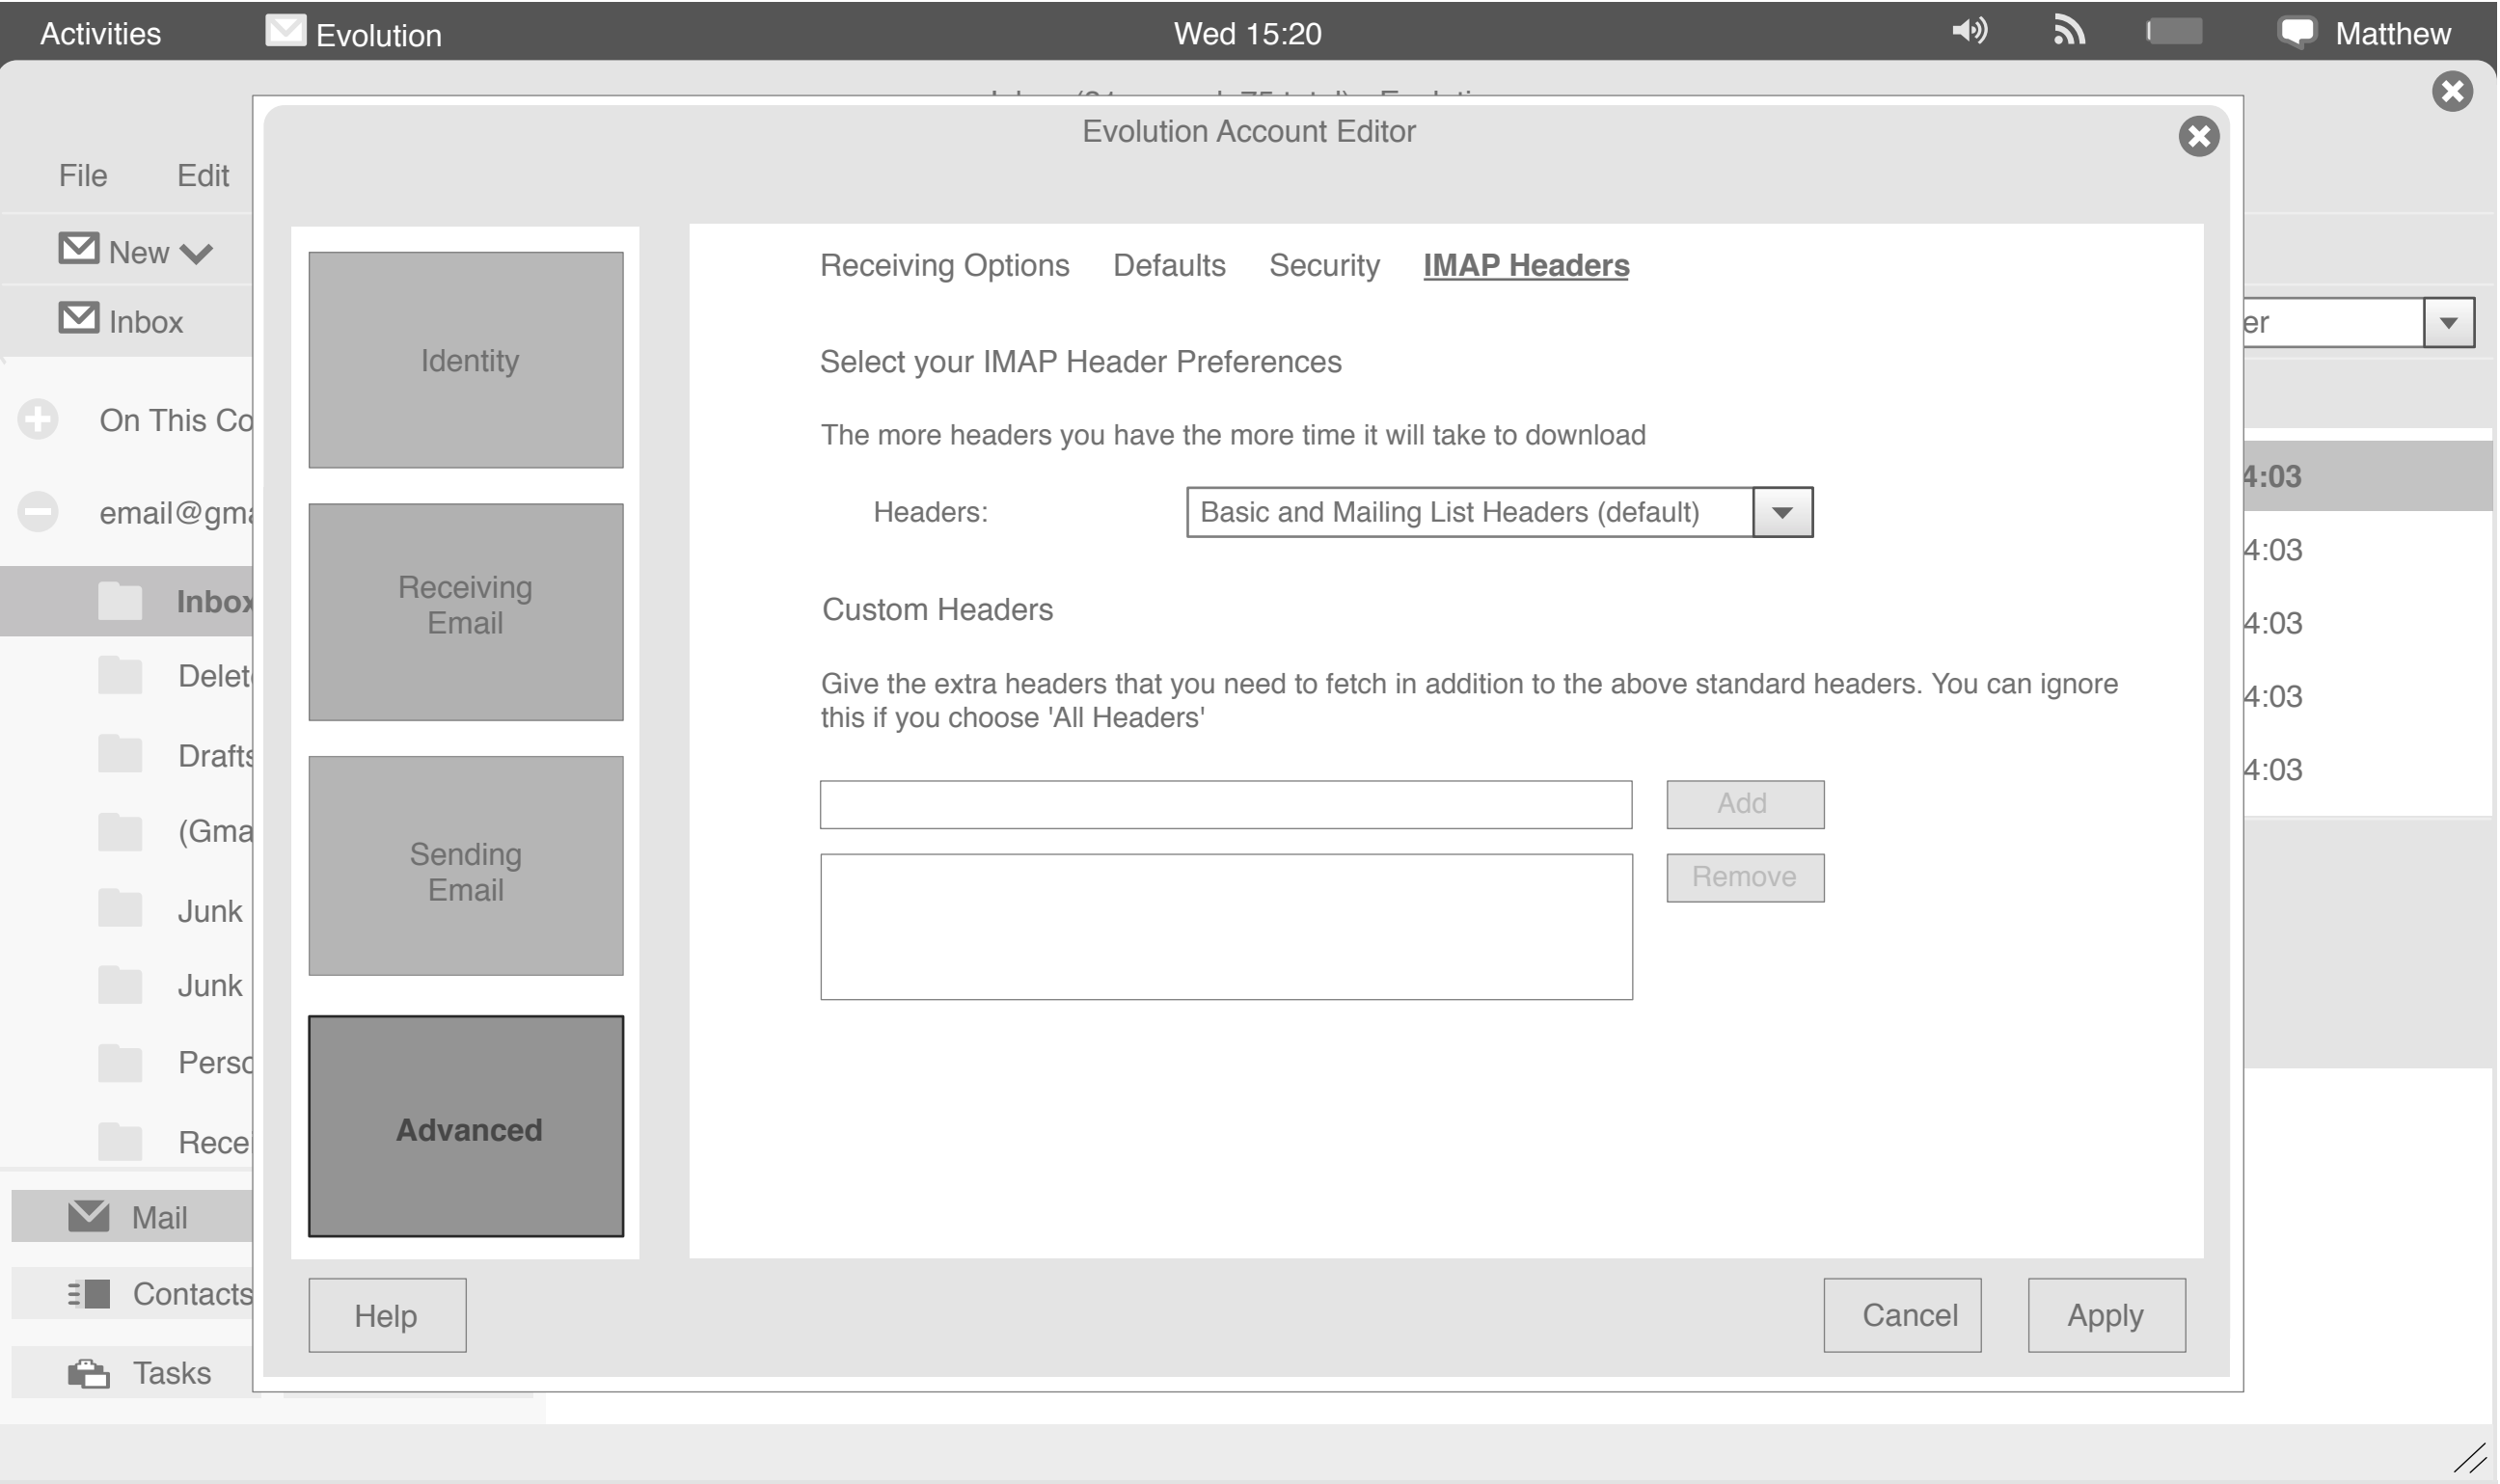 Activities
Evolution
Wed 15:20
Matthew
Evolution Account Editor
File
Edit
New
Inbox
er
On This Co
email@gma
Inbox
Delet
Drafts
(Gma
Junk
Junk
Perso
Recei
Mail
Contacts
Tasks
Identity
Receiving
Email
Sending
Email
Advanced
Receiving Options
Defaults
Security
IMAP Headers
Select your IMAP Header Preferences
The more headers you have the more time it will take to download
Headers:
Basic and Mailing List Headers (default)
Custom Headers
Give the extra headers that you need to fetch in addition to the above standard headers. You can ignore
this if you choose 'All Headers'
Add
Remove
4:03
4:03
4:03
4:03
4:03
Help
Cancel
Apply